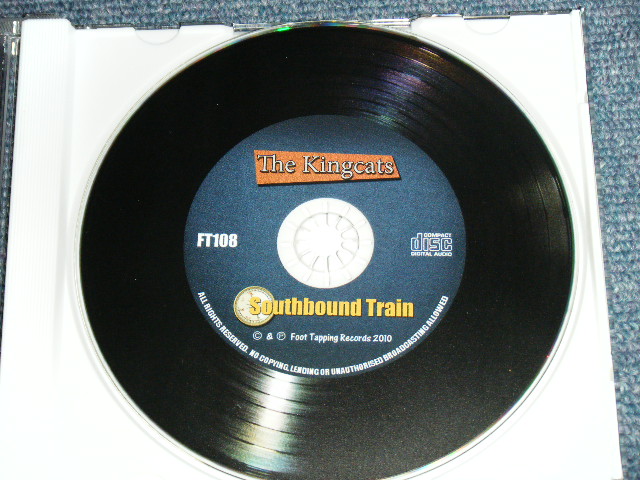 The Kingcats
FT108
COMPACT
disc
DIGITAL AUDIO
Southbound Train
© & ℗ Foot Tapping Records 2010
ALL RIGHTS RESERVED. NO COPYING, LENDING OR UNAUTHORISED BROADCASTING ALLOWED